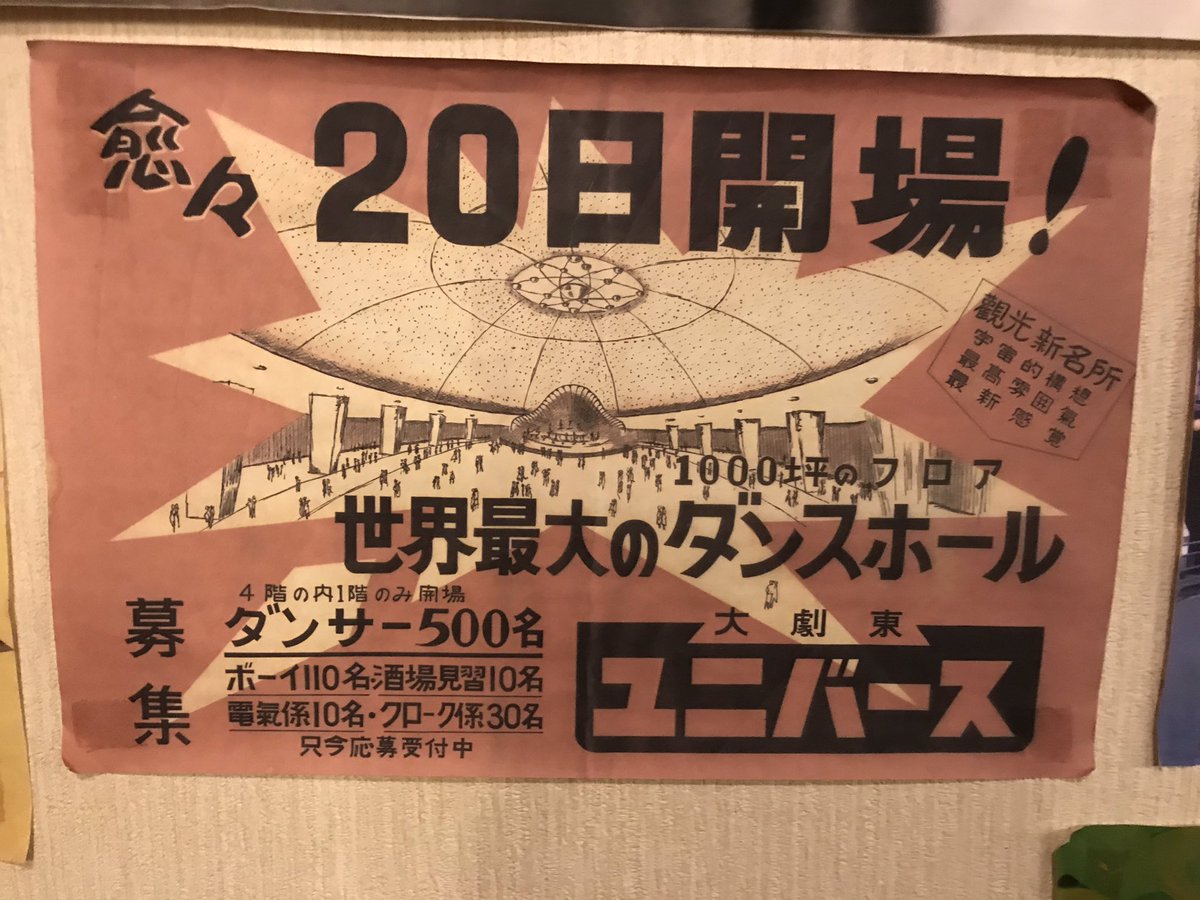 愈々
20日開場!
觀光新名所
宇宙的構想
最高雰囲氣
最新感覚
1000坪のフロア
世界最大のダンスホール
4階の内1階のみ開場
募集
ダンサー500名
ボーイ110名・酒場見習10名
電氣係10名・クローク係30名
只今応募受付中
大劇東
ユニバース